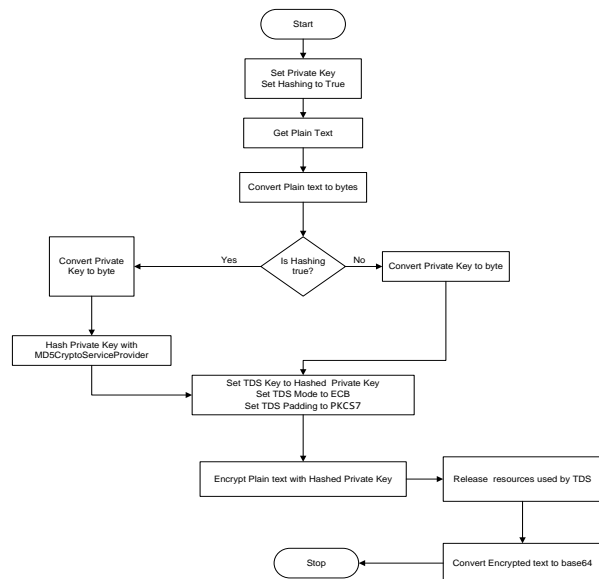 Start
Set Private Key
Set Hashing to True
Get Plain Text
Convert Plain text to bytes
Is Hashing
true?
Yes
No
Convert Private
Key to byte
Convert Private Key to byte
Hash Private Key with
MD5CryptoServiceProvider
Set TDS Key to Hashed Private Key
Set TDS Mode to ECB
Set TDS Padding to PKCS7
Encrypt Plain text with Hashed Private Key
Release resources used by TDS
Convert Encrypted text to base64
Stop